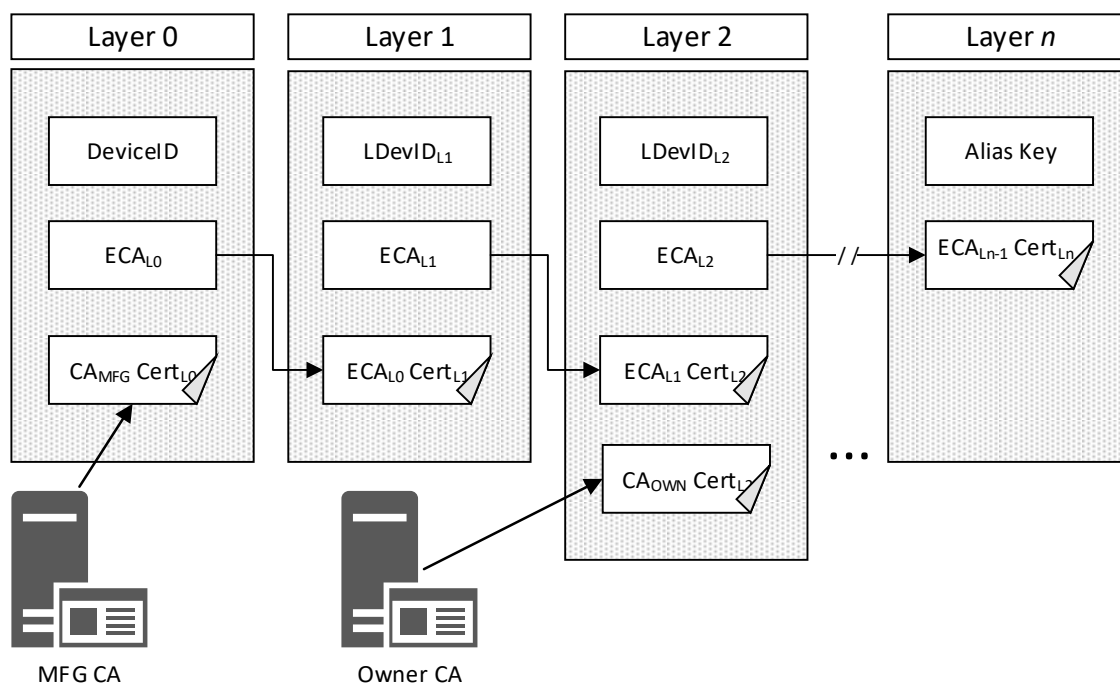 Layer 0
Layer 1
Layer 2
Layer n
DeviceID
LDevIDL1
LDevIDL2
Alias Key
ECAL0
ECAL1
ECAL2
//
ECALn-1 CertLn
CAMFG CertL0
ECAL0 CertL1
ECAL1 CertL2
...
CAOWN CertL2
MFG CA
Owner CA